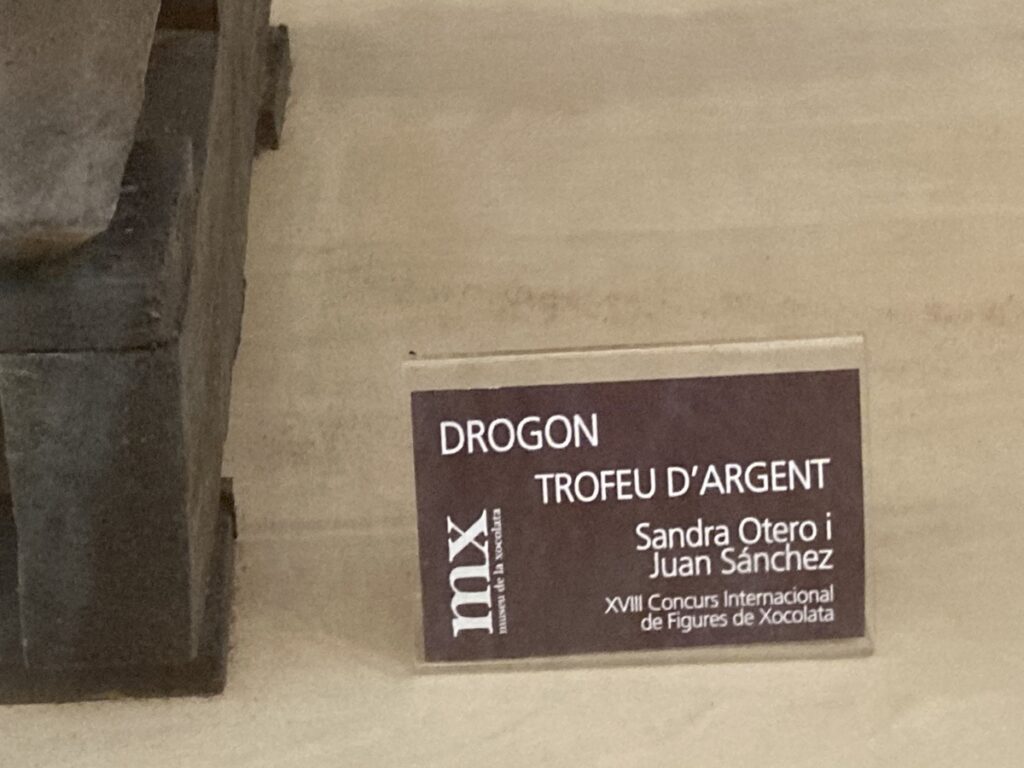 DROGON
TROFEU D'ARGENT
Sandra Otero i
Juan Sánchez
XVIII Concurs Internacional
de Figures de Xocolata
mx
museu de la xocolata